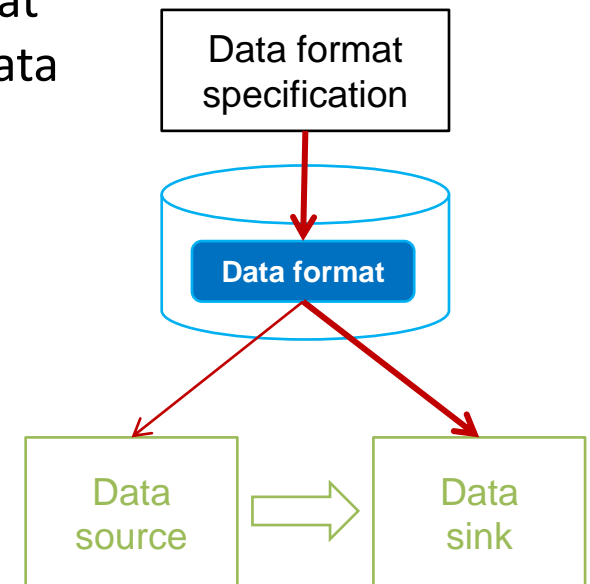 at
ata
Data format
specification
Data format
Data
source
Data
sink